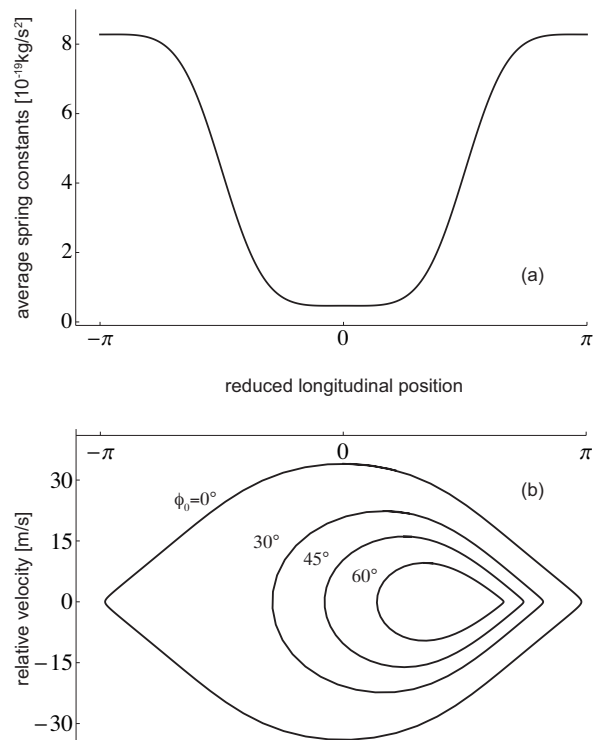 average spring constants [10⁻¹⁹kg/s²]
8
6
4
2
0
(a)
−π 0 π
reduced longitudinal position
−π 0 π
relative velocity [m/s]
30
15
0
−15
−30
(b)
ϕ₀=0°
30°
45°
60°